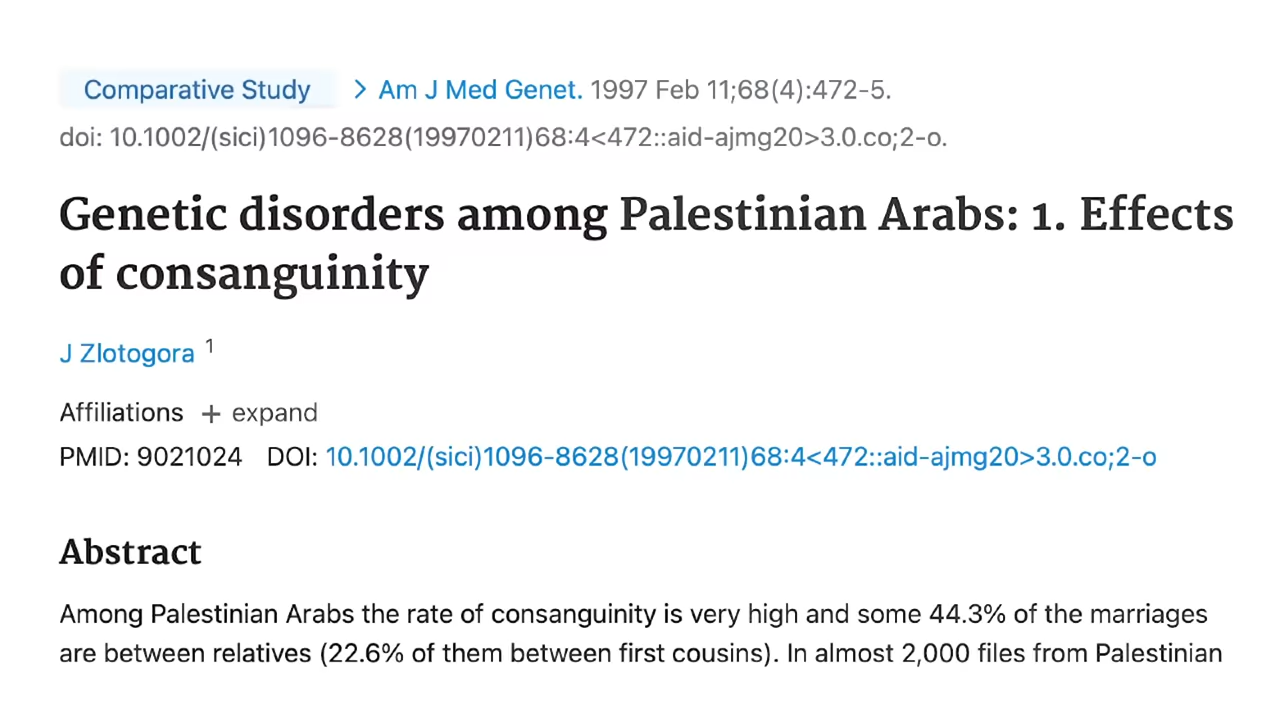 Comparative Study > Am J Med Genet. 1997 Feb 11;68(4):472-5.
doi: 10.1002/(sici)1096-8628(19970211)68:4<472::aid-ajmg20>3.0.co;2-o.
Genetic disorders among Palestinian Arabs: 1. Effects
of consanguinity
J Zlotogora 1
Affiliations + expand
PMID: 9021024 DOI: 10.1002/(sici)1096-8628(19970211)68:4<472::aid-ajmg20>3.0.co;2-o
Abstract
Among Palestinian Arabs the rate of consanguinity is very high and some 44.3% of the marriages
are between relatives (22.6% of them between first cousins). In almost 2,000 files from Palestinian